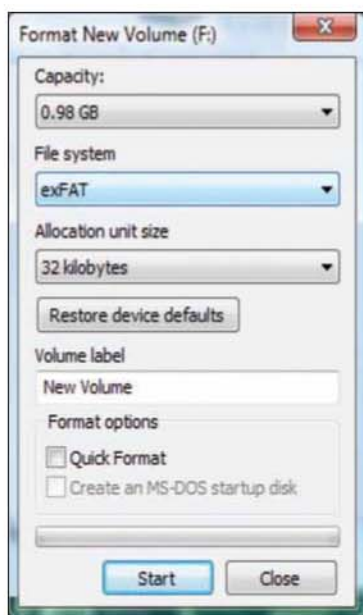 Format New Volume (F:)
Capacity:
0.98 GB
File system
exFAT
Allocation unit size
32 kilobytes
Restore device defaults
Volume label
New Volume
Format options
Quick Format
Create an MS-DOS startup disk
Start
Close